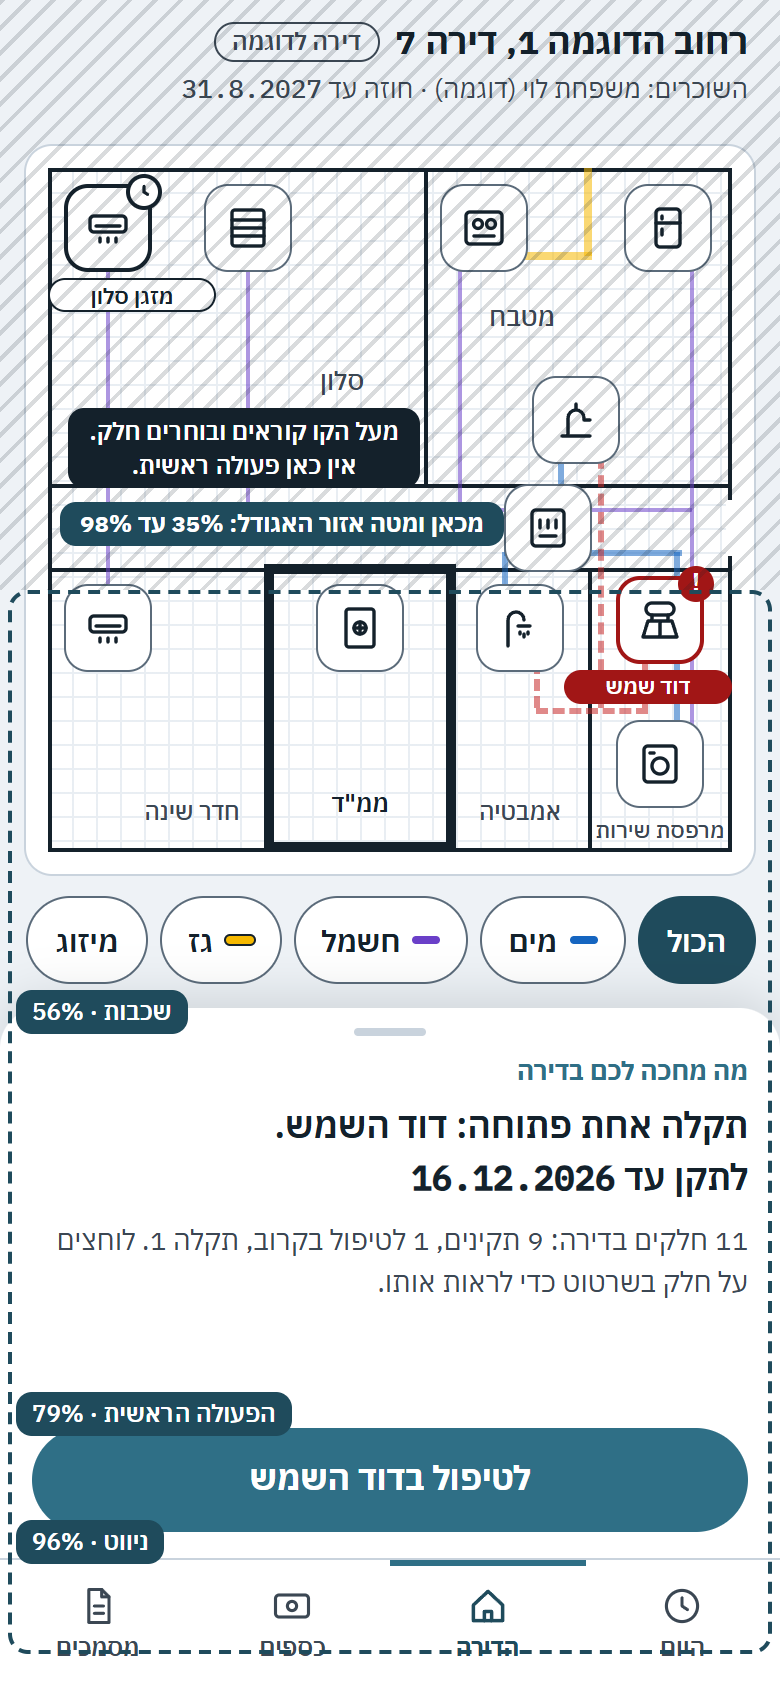 רחוב הדוגמה 1, דירה 7
דירה לדוגמה
השוכרים: משפחת לוי (דוגמה) · חוזה עד 31.8.2027
מזגן סלון
מטבח
סלון
מעל הקו קוראים ובוחרים חלק.
אין כאן פעולה ראשית.
מכאן ומטה אזור האגודל: 35% עד 98%
!
דוד שמש
חדר שינה
ממ"ד
אמבטיה
מרפסת שירות
הכול
מים
חשמל
גז
מיזוג
שכבות · 56%
מה מחכה לכם בדירה
תקלה אחת פתוחה: דוד השמש.
לתקן עד 16.12.2026
11 חלקים בדירה: 9 תקינים, 1 לטיפול בקרוב, תקלה 1. לוחצים
על חלק בשרטוט כדי לראות אותו.
הפעולה הראשית · 79%
לטיפול בדוד השמש
ניווט · 96%
היום
הדירה
כספים
מסמכים